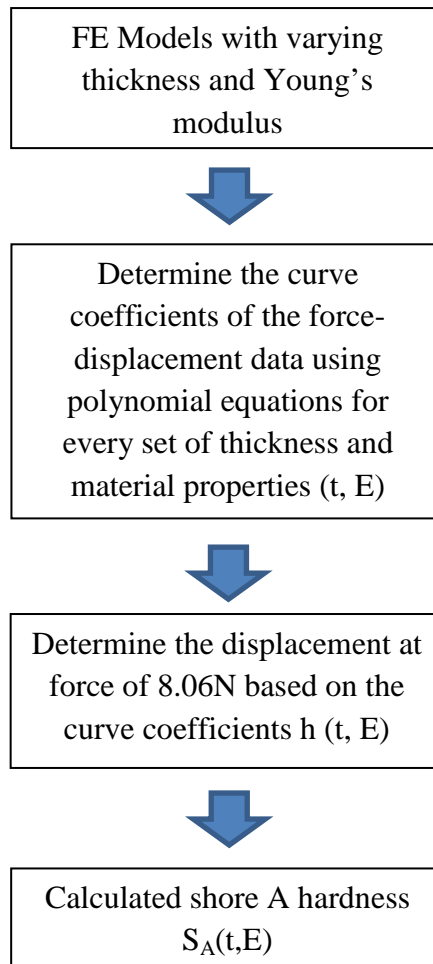 FE Models with varying
thickness and Young’s
modulus
Determine the curve
coefficients of the force-
displacement data using
polynomial equations for
every set of thickness and
material properties (t, E)
Determine the displacement at
force of 8.06N based on the
curve coefficients h (t, E)
Calculated shore A hardness
S_A(t,E)